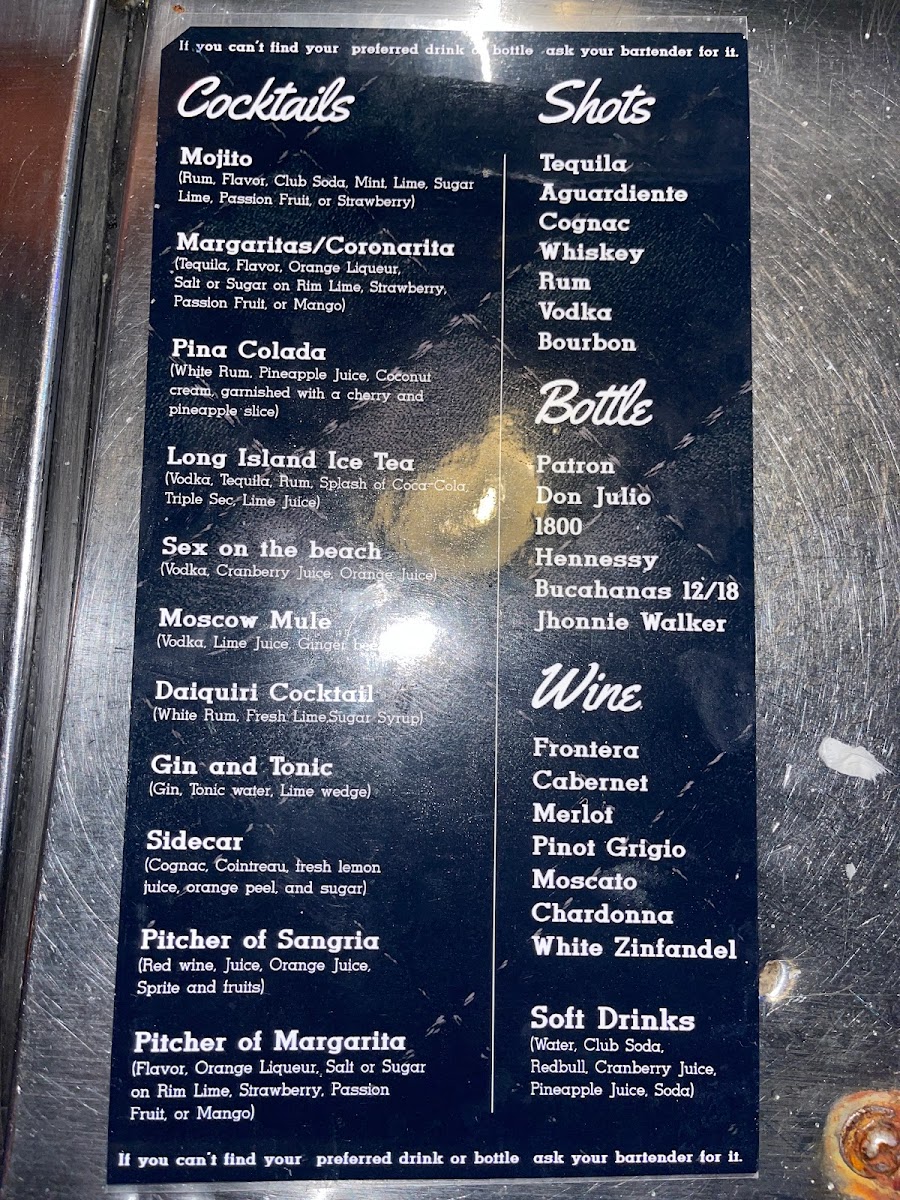 If you can't find your preferred drink or bottle ask your bartender for it.
Cocktails
Mojito
(Rum, Flavor, Club Soda, Mint, Lime, Sugar
Lime, Passion Fruit, or Strawberry)
Margaritas/Coronarita
(Tequila, Flavor, Orange Liqueur,
Salt or Sugar on Rim Lime, Strawberry,
Passion Fruit, or Mango)
Pina Colada
(White Rum, Pineapple Juice, Coconut
cream, garnished with a cherry and
pineapple slice)
Long Island Ice Tea
(Vodka, Tequila, Rum, Splash of Coca-Cola,
Triple Sec, Lime Juice)
Sex on the beach
(Vodka, Cranberry Juice, Orange Juice)
Moscow Mule
(Vodka, Lime Juice, Ginger
Daiquiri Cocktail
(White Rum, Fresh Lime,Sugar Syrup)
Gin and Tonic
(Gin, Tonic water, Lime wedge)
Sidecar
(Cognac, Cointreau, fresh lemon
juice, orange peel, and sugar)
Pitcher of Sangria
(Red wine, Juice, Orange Juice,
Sprite and fruits)
Pitcher of Margarita
(Flavor, Orange Liqueur, Salt or Sugar
on Rim Lime, Strawberry, Passion
Fruit, or Mango)
Shots
Tequila
Aguardiente
Cognac
Whiskey
Rum
Vodka
Bourbon
Bottle
Patron
Don Julio
1800
Hennessy
Bucahanas 12/18
Jhonnie Walker
Wine
Frontera
Cabernet
Merlot
Pinot Grigio
Moscato
Chardonna
White Zinfandel
Soft Drinks
(Water, Club Soda,
Redbull, Cranberry Juice,
Pineapple Juice, Soda)
If you can't find your preferred drink or bottle ask your bartender for it.